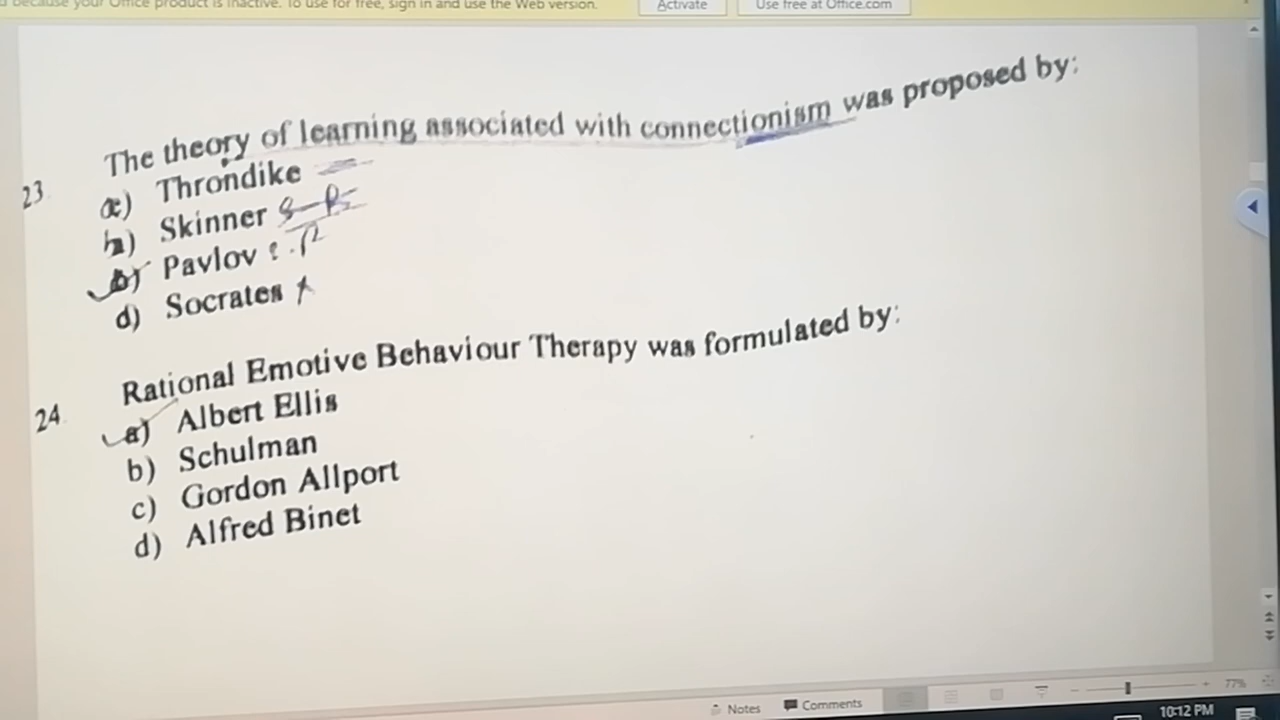 because your Office product is inactive. To use for free, sign in and use the Web version. Activate Use free at Office.com
23. The theory of learning associated with connectionism was proposed by:
a) Throndike
Skinner
b) Pavlov
d) Socrates
24. Rational Emotive Behaviour Therapy was formulated by:
a) Albert Ellis
b) Schulman
c) Gordon Allport
d) Alfred Binet
Notes Comments 77%
10:12 PM